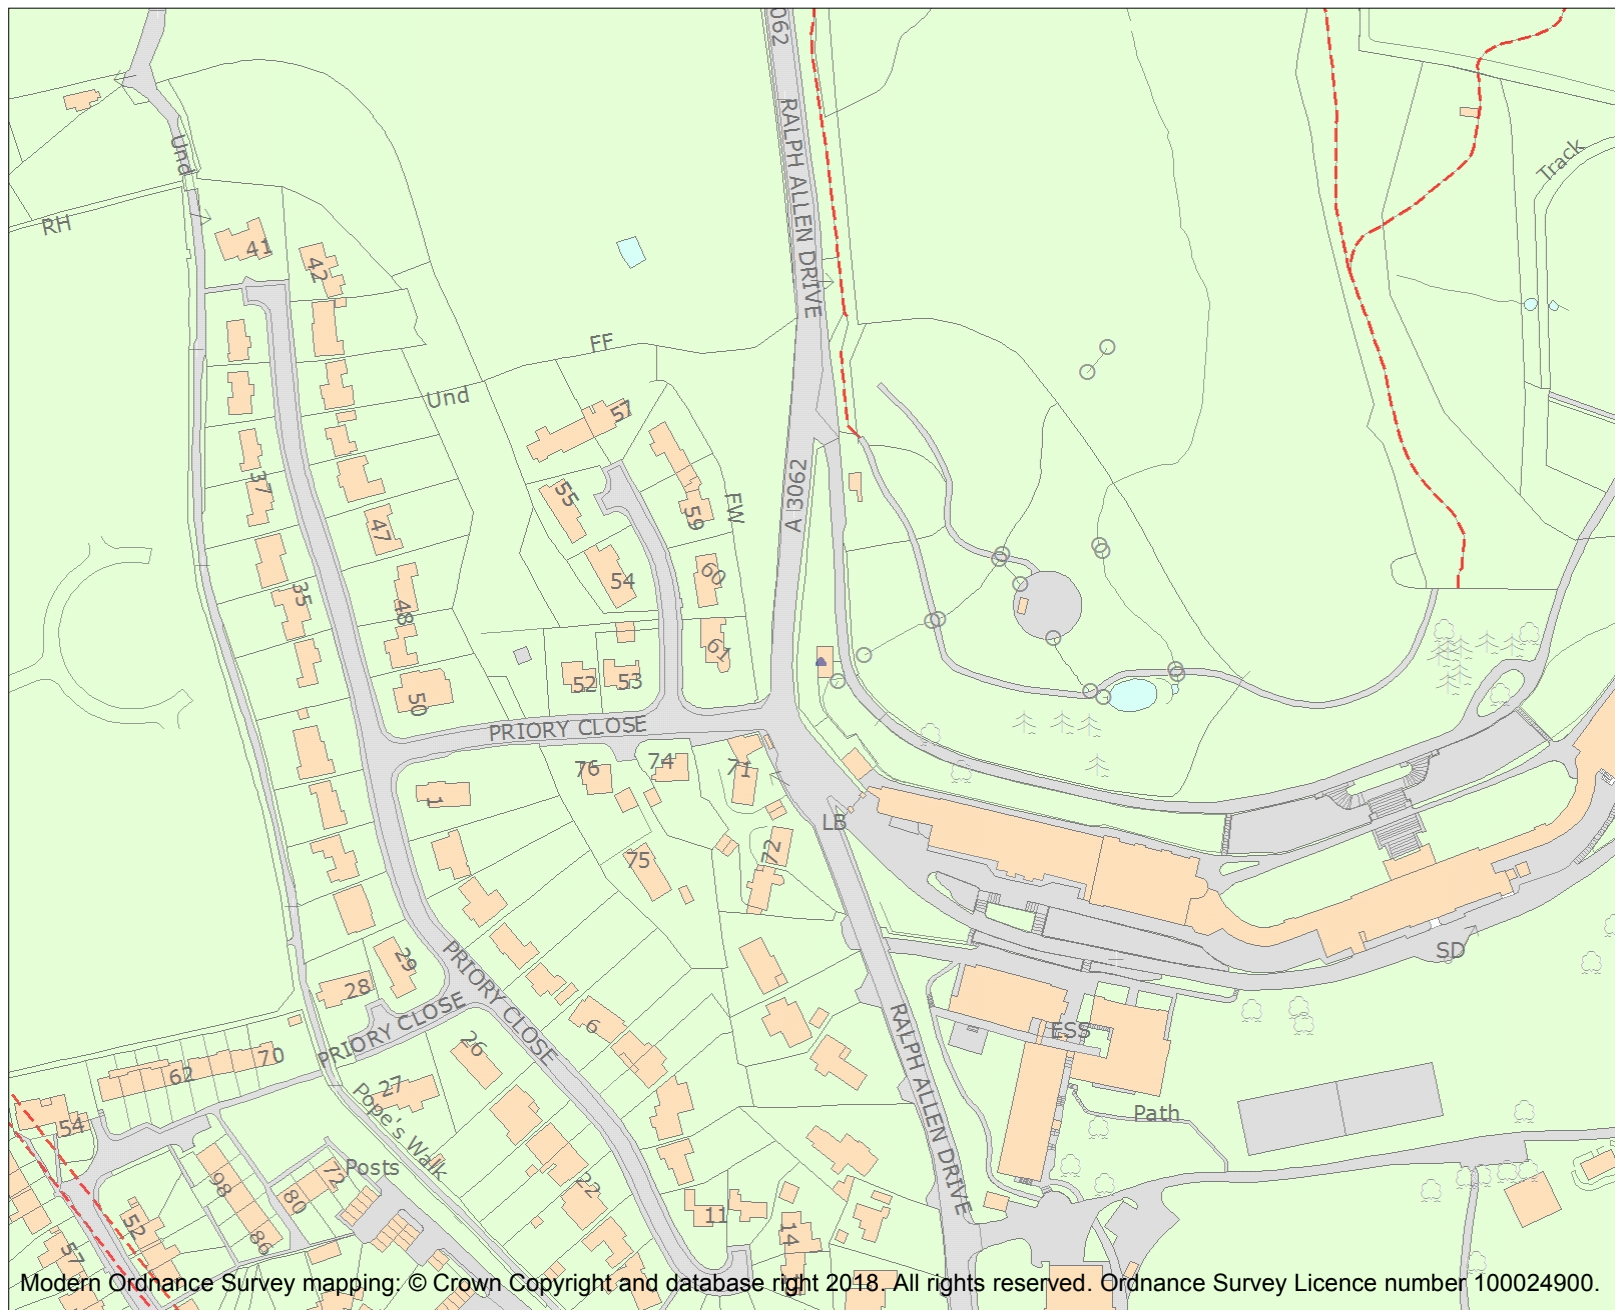 062
RALPH ALLEN DRIVE
Und
Track
RH
41
42
FF
Und
57
37
55
FW
59
A 3062
47
54
60
35
48
61
52
53
50
PRIORY CLOSE
76
74
71
1
LB
72
75
SD
PRIORY CLOSE
29
28
PRIORY CLOSE
RALPH ALLEN DRIVE
6
ESS
26
70
62
27
Pope's Walk
Path
54
Posts
98
72
80
22
52
86
57
11
14
Modern Ordnance Survey mapping: © Crown Copyright and database right 2018. All rights reserved. Ordnance Survey Licence number 100024900.